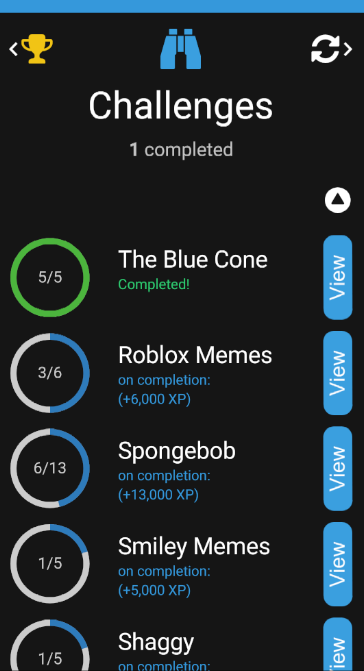 Challenges
1 completed
5/5
The Blue Cone
Completed!
View
3/6
Roblox Memes
on completion:
(+6,000 XP)
View
6/13
Spongebob
on completion:
(+13,000 XP)
View
1/5
Smiley Memes
on completion:
(+5,000 XP)
View
1/5
Shaggy
on completion:
iew